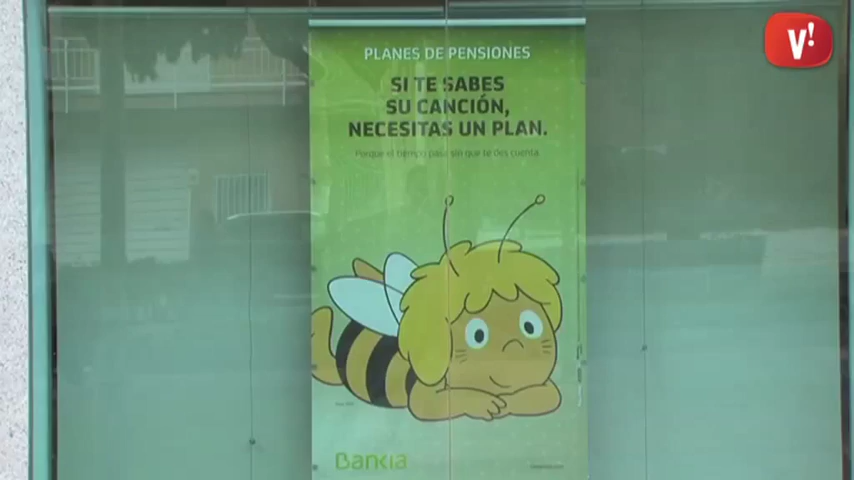 V!
PLANES DE PENSIONES
SI TE SABES
SU CANCIÓN,
NECESITAS UN PLAN.
Porque el tiempo pasa sin que te des cuenta
Bankia